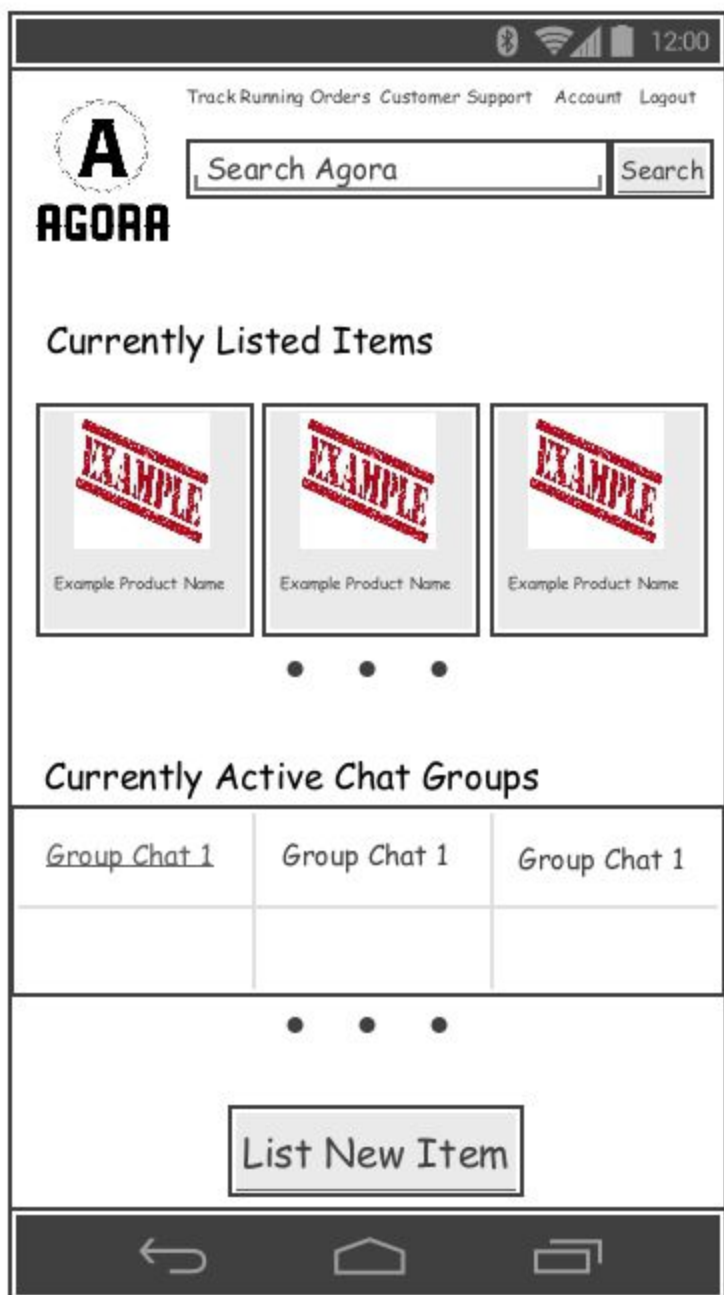 12:00
Track Running Orders Customer Support Account Logout
A
AGORA
Search Agora Search
Currently Listed Items
EXAMPLE EXAMPLE EXAMPLE
Example Product Name Example Product Name Example Product Name
Currently Active Chat Groups
Group Chat 1 Group Chat 1 Group Chat 1
List New Item